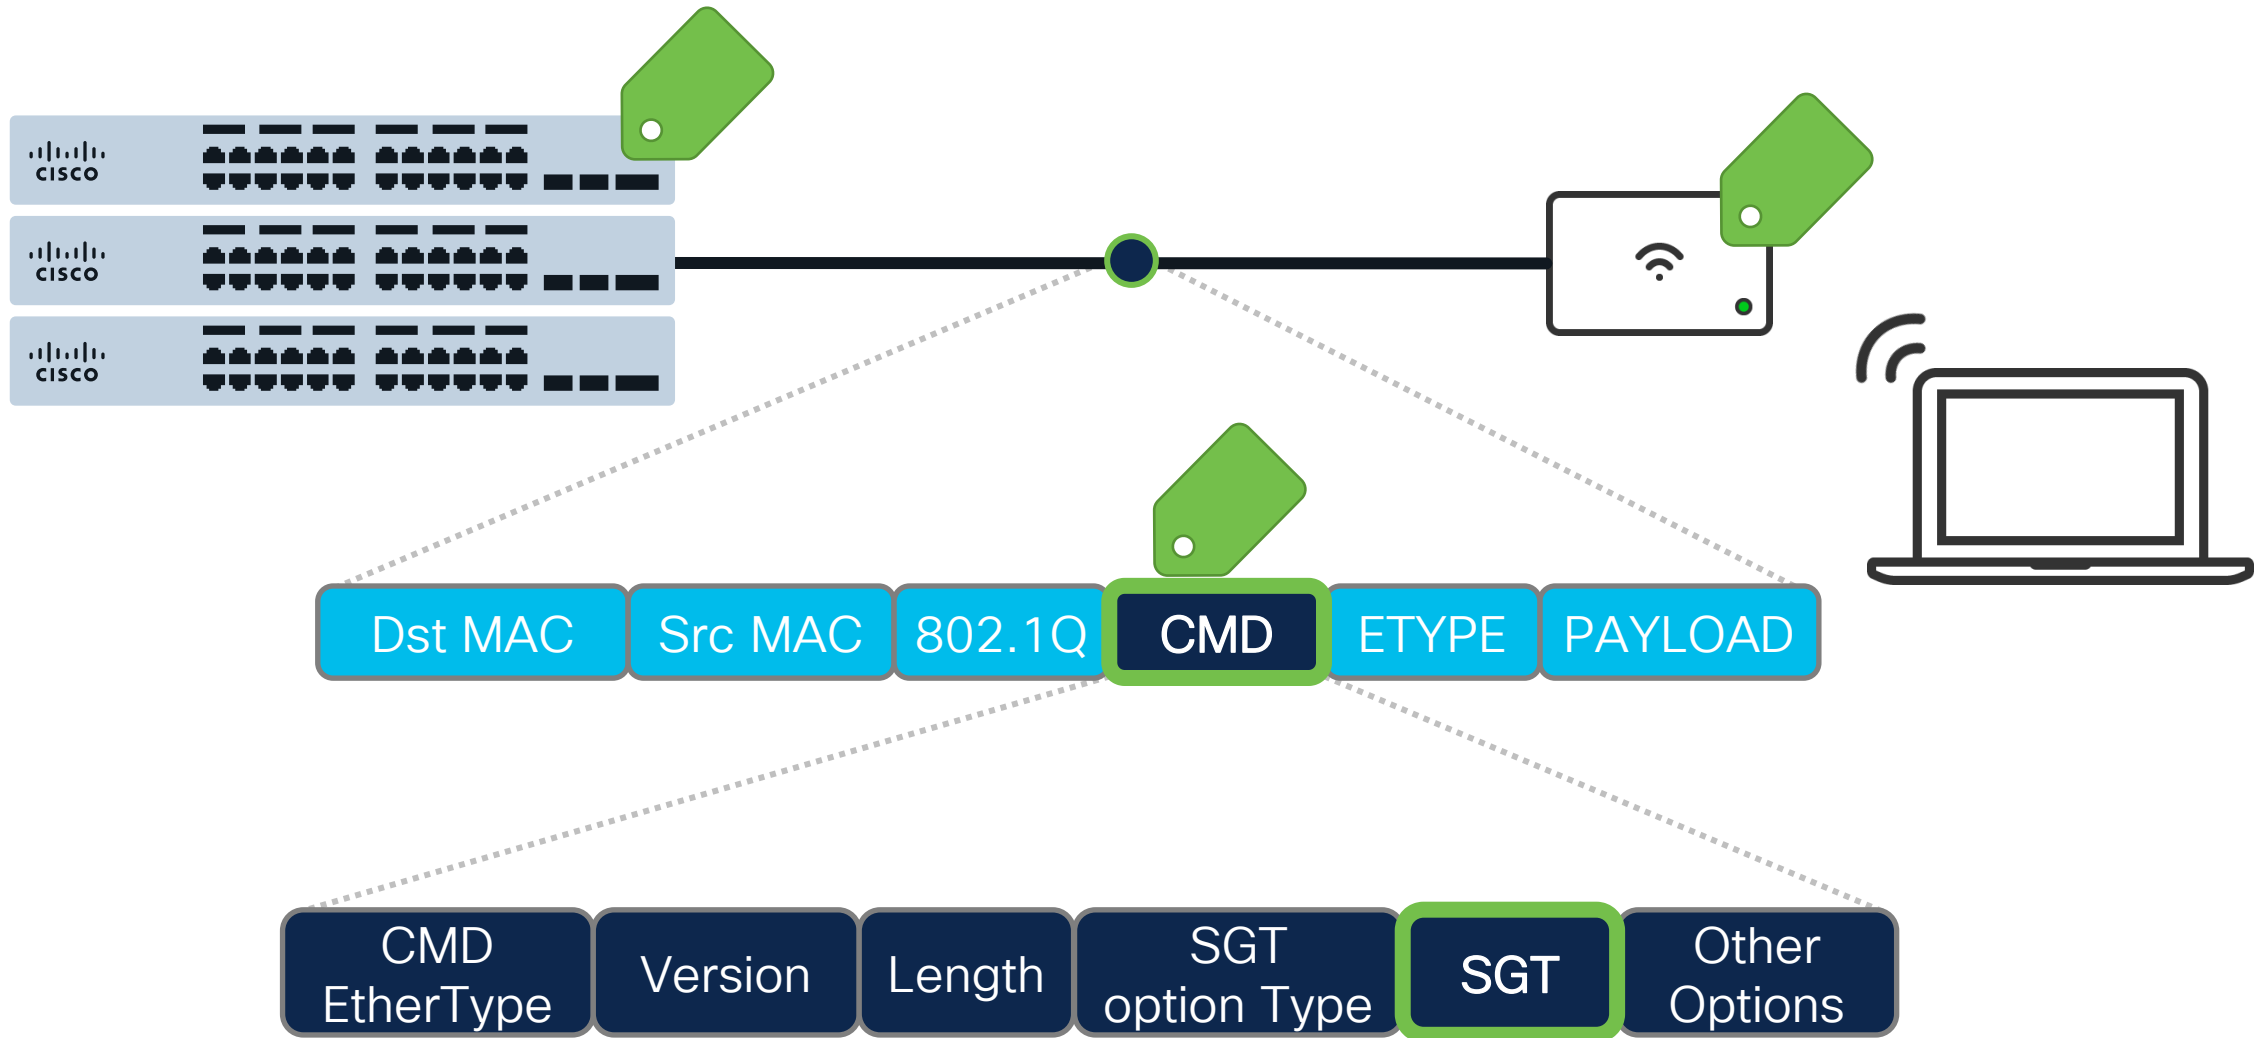 CISCO
CISCO
CISCO
Dst MAC
Src MAC
802.1Q
CMD
ETYPE
PAYLOAD
CMD
EtherType
Version
Length
SGT
option Type
SGT
Other
Options